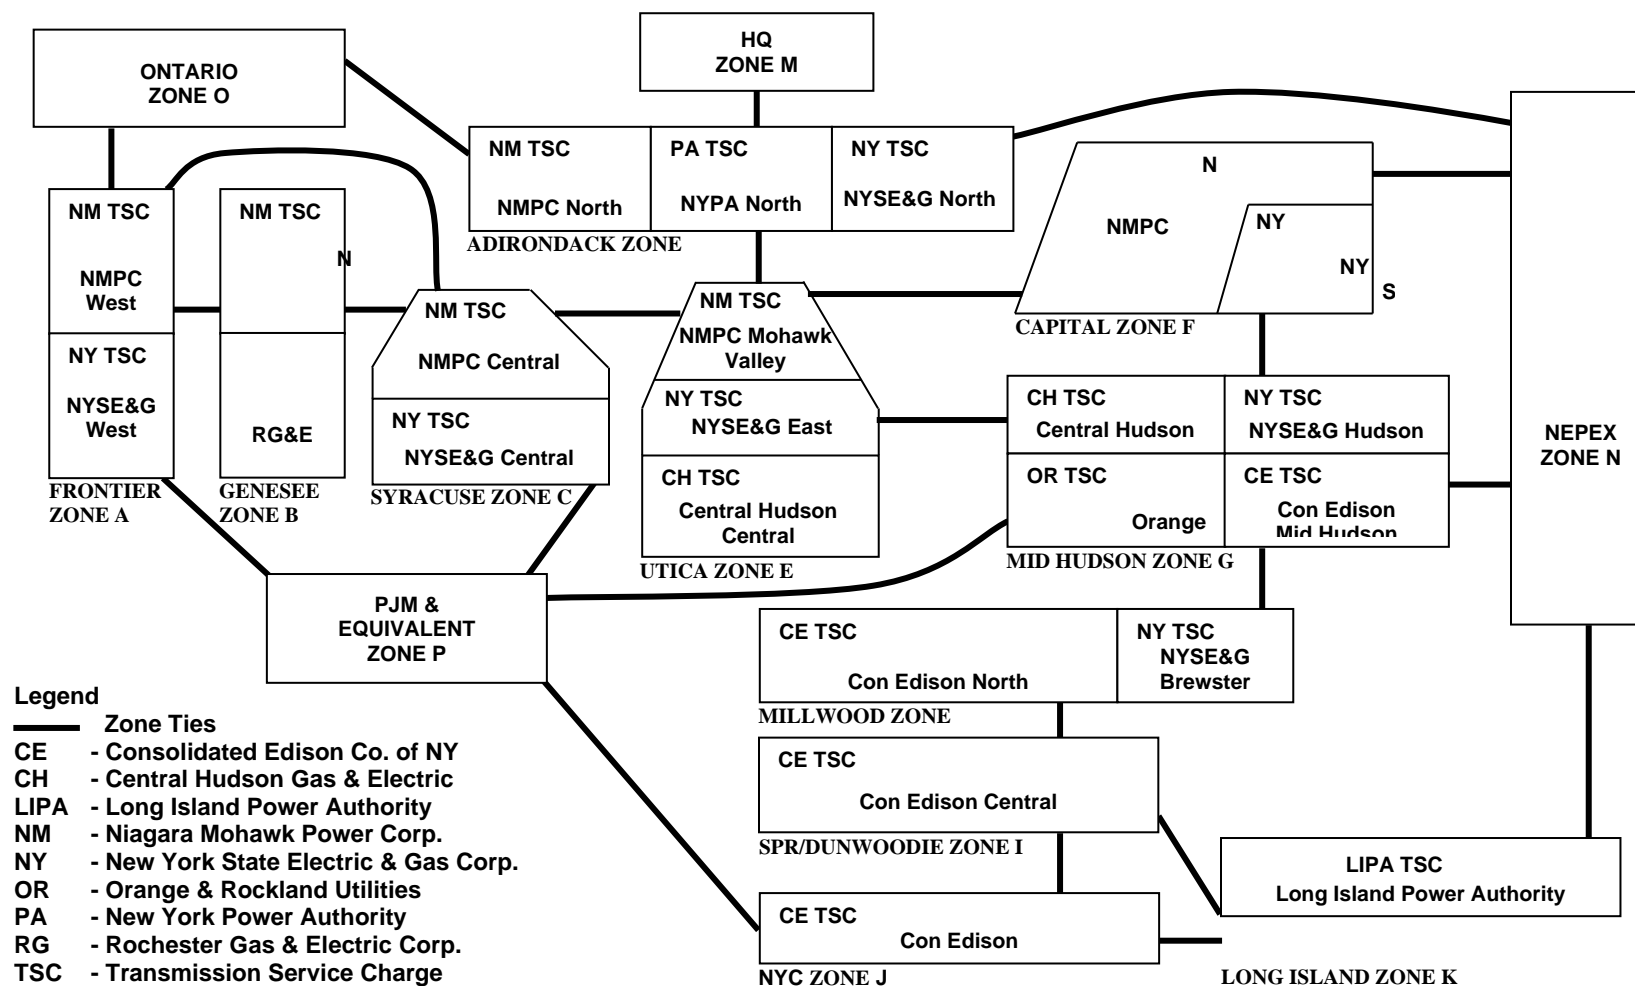 ONTARIO
ZONE O
HQ
ZONE M
NM TSC
NMPC North
PA TSC
NYPA North
NY TSC
NYSE&G North
ADIRONDACK ZONE
N
NMPC
NY
NY
S
CAPITAL ZONE F
NM TSC
NMPC
West
NY TSC
NYSE&G
West
FRONTIER
ZONE A
NM TSC
N
RG&E
GENESEE
ZONE B
NM TSC
NMPC Central
NY TSC
NYSE&G Central
SYRACUSE ZONE C
NM TSC
NMPC Mohawk
Valley
NY TSC
NYSE&G East
CH TSC
Central Hudson
Central
UTICA ZONE E
CH TSC
Central Hudson
NY TSC
NYSE&G Hudson
OR TSC
Orange
CE TSC
Con Edison
Mid Hudson
MID HUDSON ZONE G
NEPEX
ZONE N
PJM &
EQUIVALENT
ZONE P
CE TSC
Con Edison North
NY TSC
NYSE&G
Brewster
MILLWOOD ZONE
CE TSC
Con Edison Central
SPR/DUNWOODIE ZONE I
LIPA TSC
Long Island Power Authority
LONG ISLAND ZONE K
CE TSC
Con Edison
NYC ZONE J
Legend
Zone Ties
CE - Consolidated Edison Co. of NY
CH - Central Hudson Gas & Electric
LIPA - Long Island Power Authority
NM - Niagara Mohawk Power Corp.
NY - New York State Electric & Gas Corp.
OR - Orange & Rockland Utilities
PA - New York Power Authority
RG - Rochester Gas & Electric Corp.
TSC - Transmission Service Charge